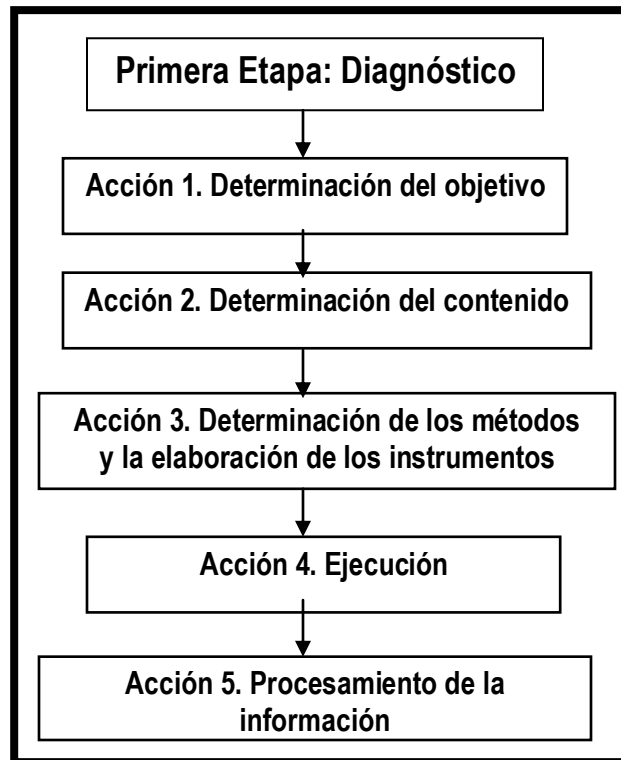 Primera Etapa: Diagnóstico
Acción 1. Determinación del objetivo
Acción 2. Determinación del contenido
Acción 3. Determinación de los métodos
y la elaboración de los instrumentos
Acción 4. Ejecución
Acción 5. Procesamiento de la
información